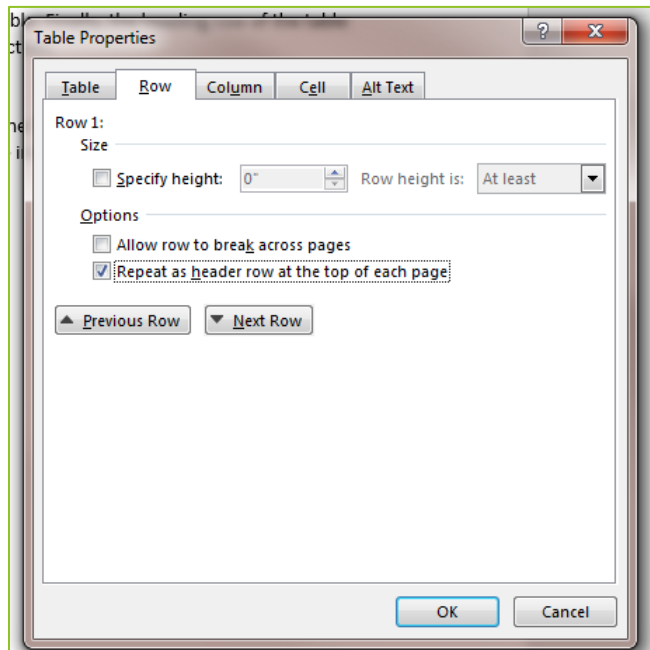 Table Properties
Table Row Column Cell Alt Text
Row 1:
Size
Specify height: 0" Row height is: At least
Options
Allow row to break across pages
Repeat as header row at the top of each page
Previous Row Next Row
OK Cancel